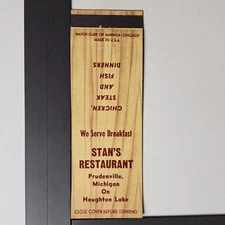 MATCH CORP. OF AMERICA-CHICAGO
MADE IN U.S.A.
CHICKEN,
STEAK
AND
FISH
DINNERS
We Serve Breakfast
STAN'S
RESTAURANT
Prudenville,
Michigan
On
Houghton Lake
CLOSE COVER BEFORE STRIKING